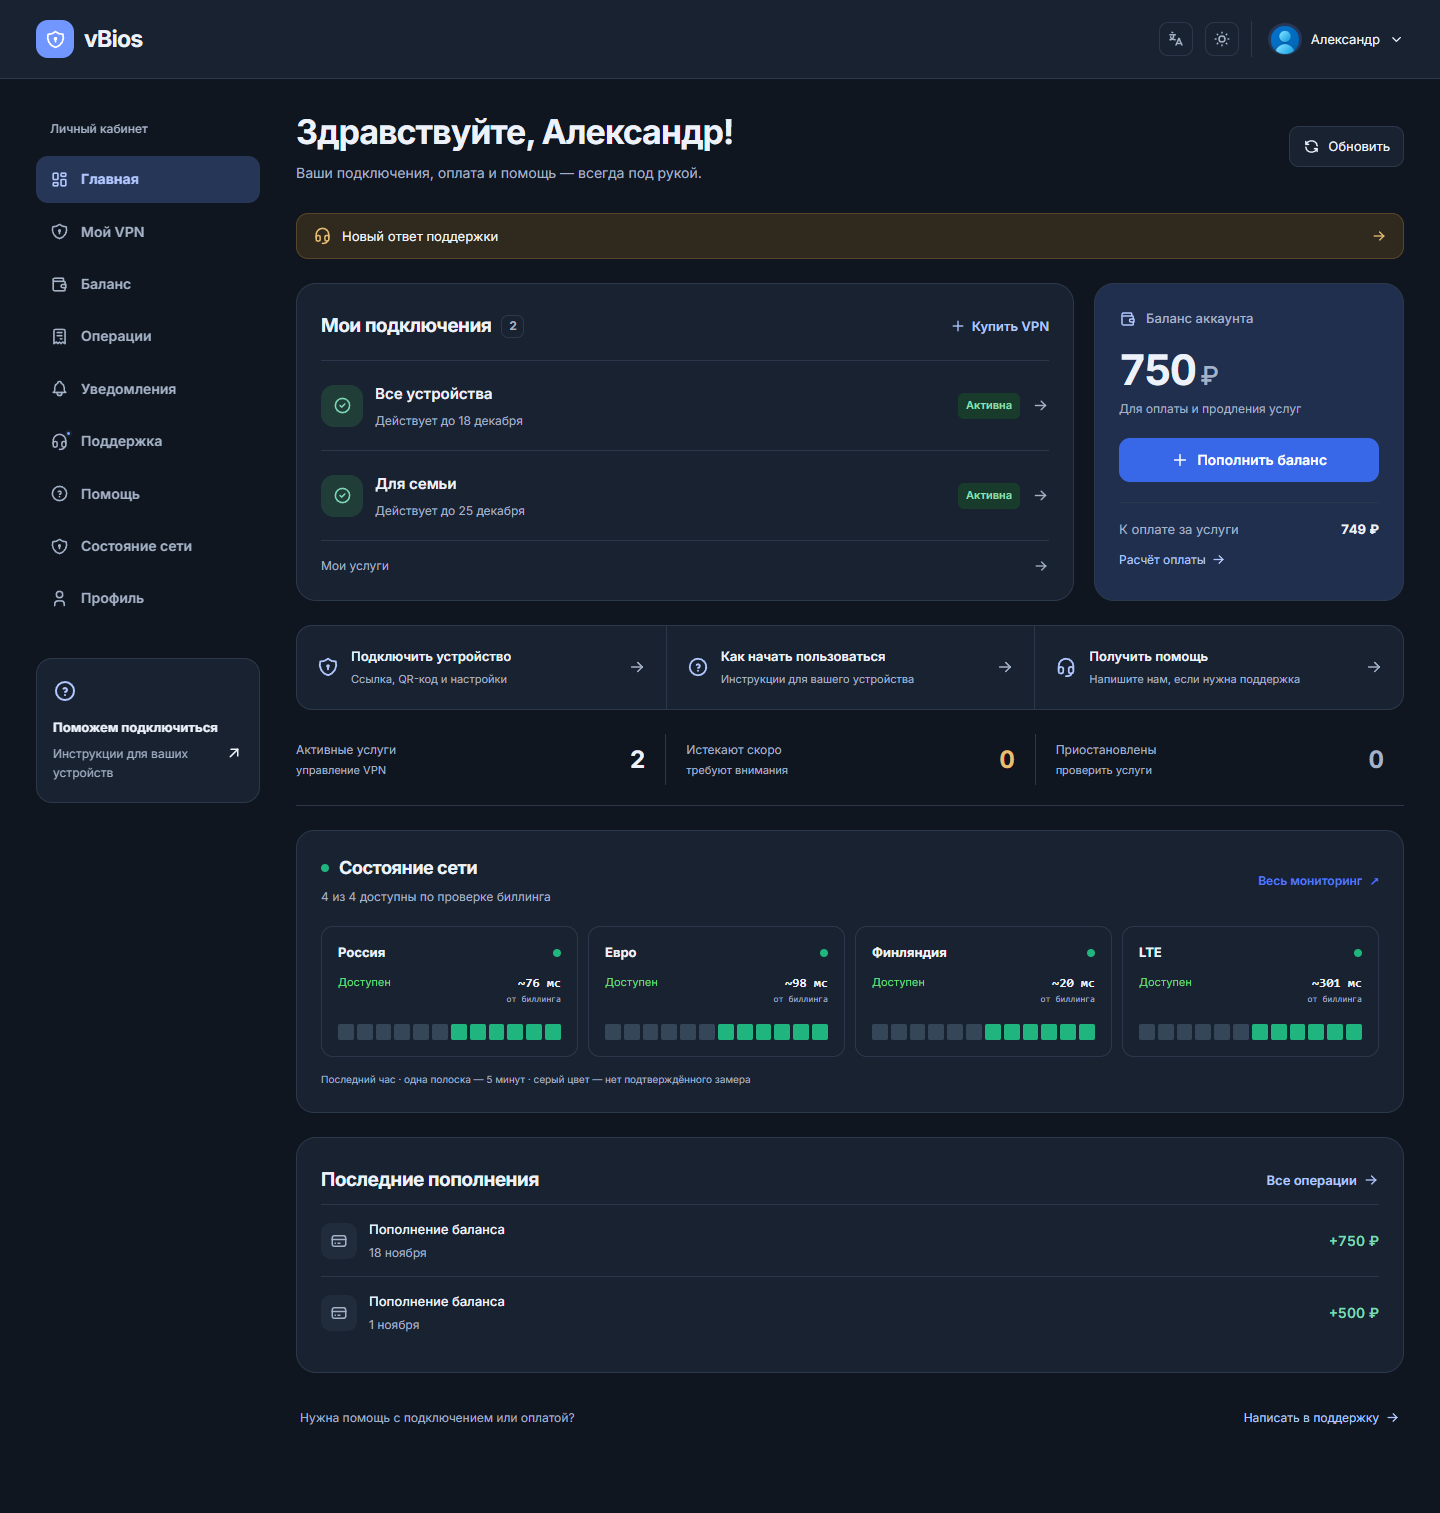 vBios
Александр
Личный кабинет
Главная
Мой VPN
Баланс
Операции
Уведомления
Поддержка
Помощь
Состояние сети
Профиль
Поможем подключиться
Инструкции для ваших
устройств
Здравствуйте, Александр!
Ваши подключения, оплата и помощь — всегда под рукой.
Обновить
Новый ответ поддержки
Мои подключения 2
Купить VPN
Все устройства
Действует до 18 декабря
Активна
Для семьи
Действует до 25 декабря
Активна
Мои услуги
Баланс аккаунта
750 ₽
Для оплаты и продления услуг
Пополнить баланс
К оплате за услуги 749 ₽
Расчёт оплаты
Подключить устройство
Ссылка, QR-код и настройки
Как начать пользоваться
Инструкции для вашего устройства
Получить помощь
Напишите нам, если нужна поддержка
Активные услуги
управление VPN
2
Истекают скоро
требуют внимания
0
Приостановлены
проверить услуги
0
Состояние сети
4 из 4 доступны по проверке биллинга
Весь мониторинг ↗
Россия
Доступен ~76 мс
от биллинга
Евро
Доступен ~98 мс
от биллинга
Финляндия
Доступен ~20 мс
от биллинга
LTE
Доступен ~301 мс
от биллинга
Последний час · одна полоска — 5 минут · серый цвет — нет подтверждённого замера
Последние пополнения
Все операции
Пополнение баланса
18 ноября
+750 ₽
Пополнение баланса
1 ноября
+500 ₽
Нужна помощь с подключением или оплатой?
Написать в поддержку